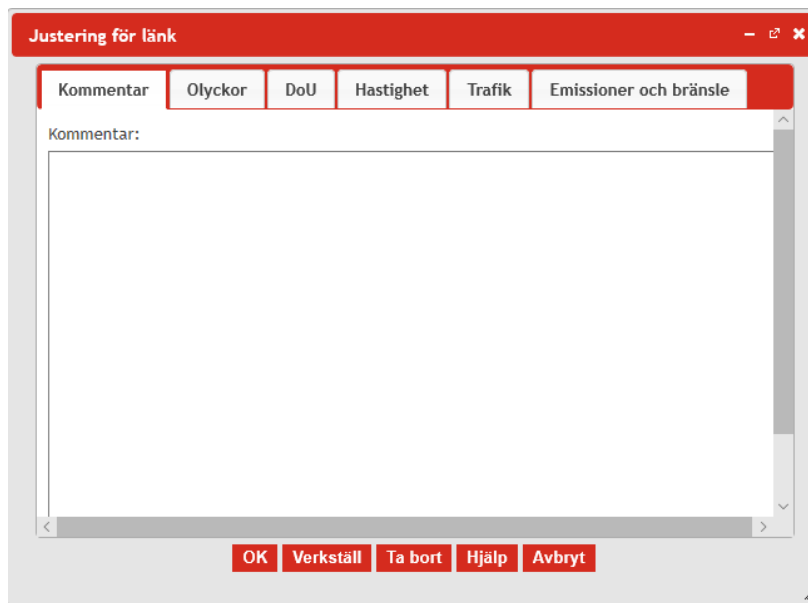 Justering för länk
Kommentar Olyckor DoU Hastighet Trafik Emissioner och bränsle
Kommentar:
OK Verkställ Ta bort Hjälp Avbryt